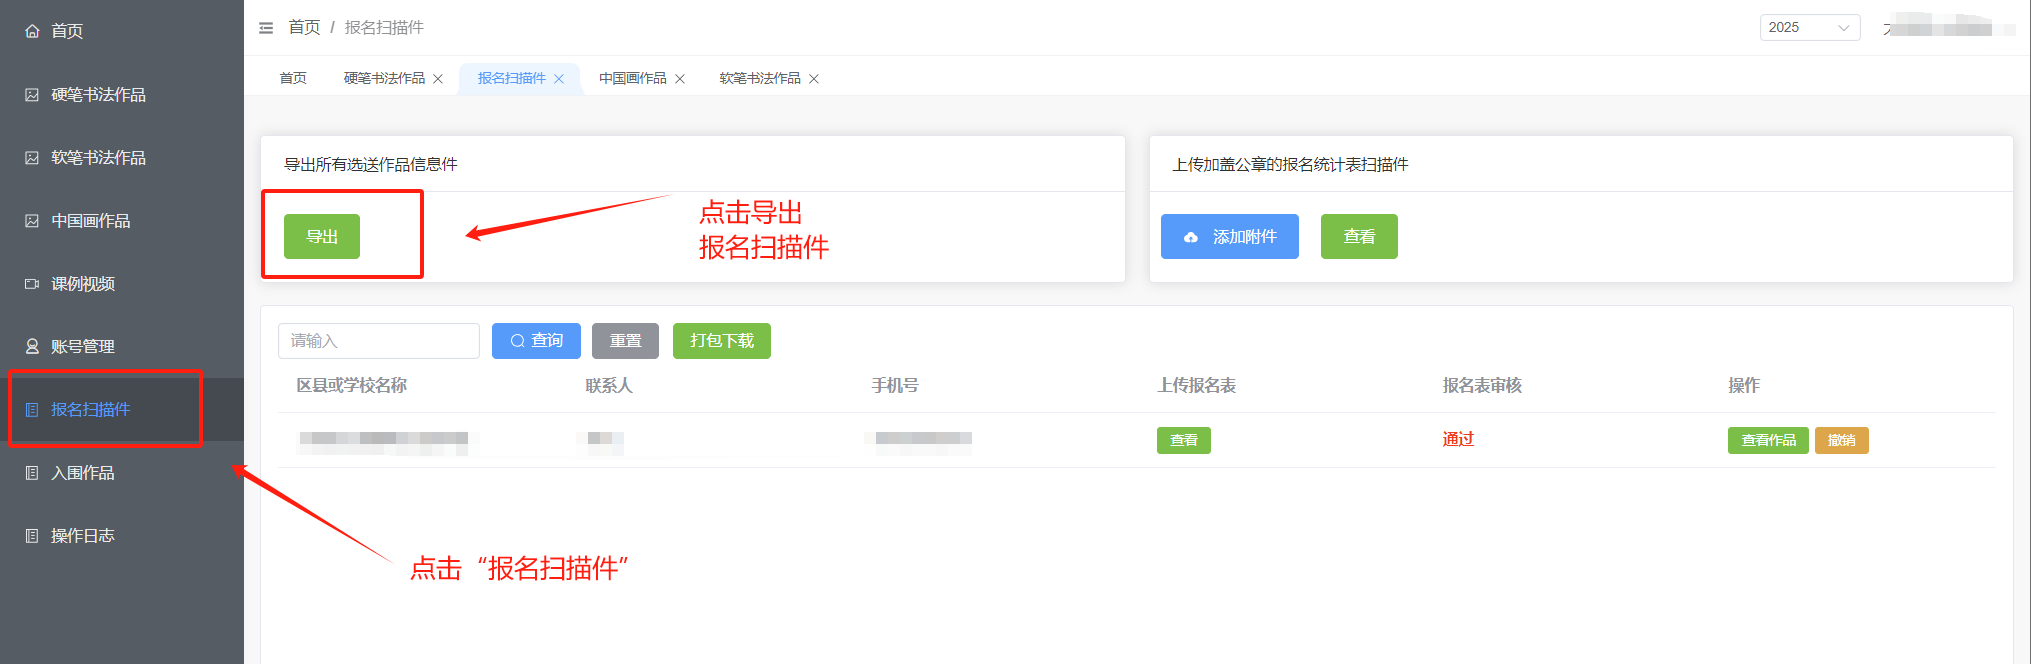 首页
硬笔书法作品
软笔书法作品
中国画作品
课例视频
账号管理
报名扫描件
入围作品
操作日志
首页 / 报名扫描件
2025
首页 硬笔书法作品 报名扫描件 中国画作品 软笔书法作品
导出所有选送作品信息件
导出
点击导出
报名扫描件
上传加盖公章的报名统计表扫描件
添加附件 查看
请输入 查询 重置 打包下载
区县或学校名称 联系人 手机号 上传报名表 报名表审核 操作
查看 通过 查看作品 撤销
点击“报名扫描件”